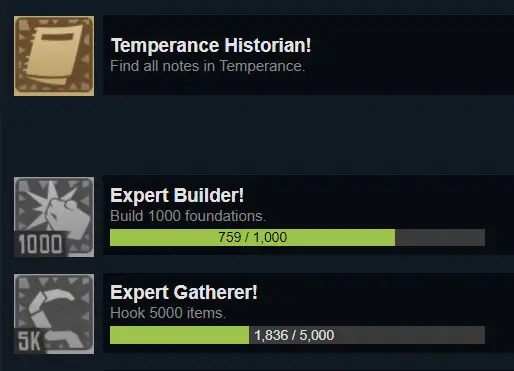 Temperance Historian!
Find all notes in Temperance.
1000
Expert Builder!
Build 1000 foundations.
759 / 1,000
5K
Expert Gatherer!
Hook 5000 items.
1,836 / 5,000